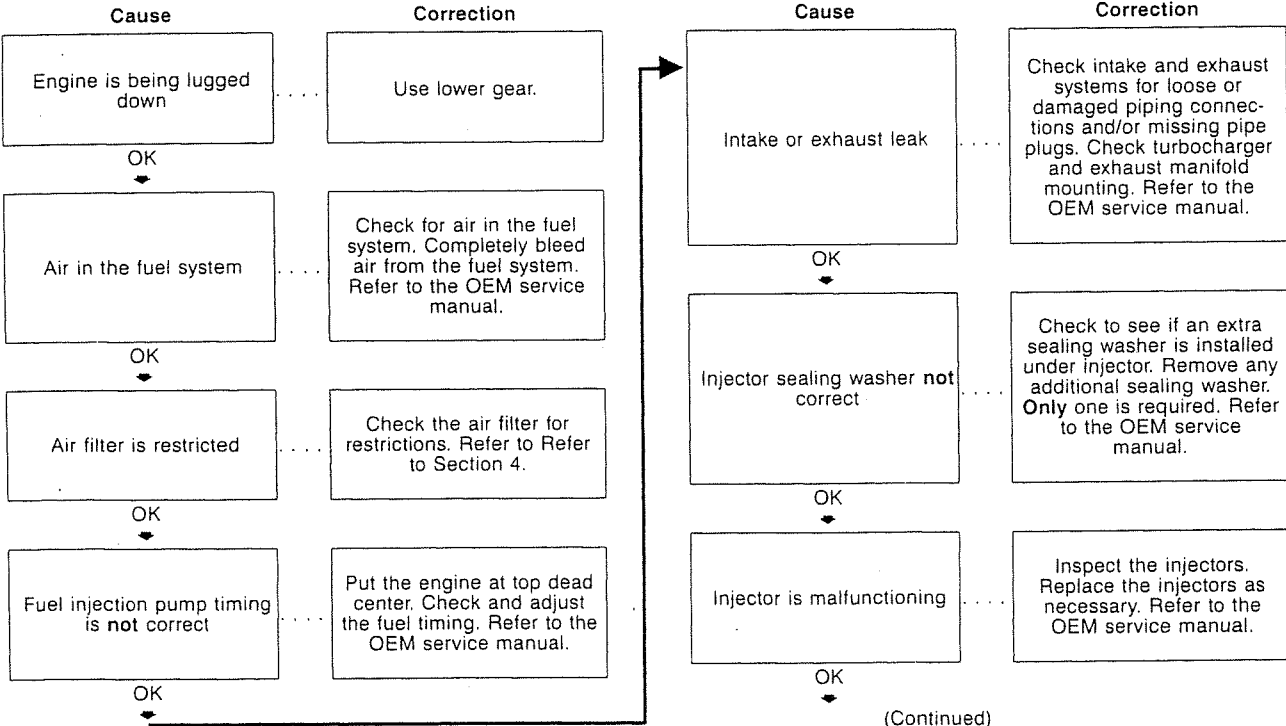 Cause
Correction
Engine is being lugged
down
. . . .
Use lower gear.
OK
Air in the fuel system
. . . .
Check for air in the fuel
system. Completely bleed
air from the fuel system.
Refer to the OEM service
manual.
OK
Air filter is restricted
. . . .
Check the air filter for
restrictions. Refer to Refer
to Section 4.
OK
Fuel injection pump timing
is not correct
. . . .
Put the engine at top dead
center. Check and adjust
the fuel timing. Refer to the
OEM service manual.
OK
Cause
Correction
Intake or exhaust leak
. . . .
Check intake and exhaust
systems for loose or
damaged piping connec-
tions and/or missing pipe
plugs. Check turbocharger
and exhaust manifold
mounting. Refer to the
OEM service manual.
OK
Injector sealing washer not
correct
. . . .
Check to see if an extra
sealing washer is installed
under injector. Remove any
additional sealing washer.
Only one is required. Refer
to the OEM service
manual.
OK
Injector is malfunctioning
. . . .
Inspect the injectors.
Replace the injectors as
necessary. Refer to the
OEM service manual.
OK
(Continued)